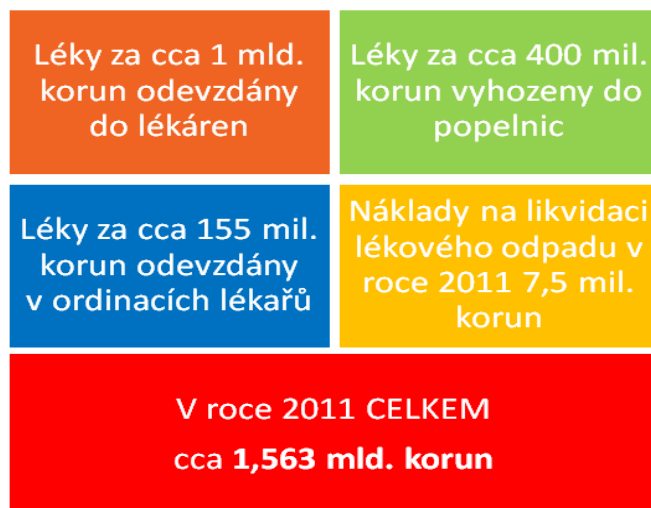 Léky za cca 1 mld.
korun odevzdány
do lékáren
Léky za cca 400 mil.
korun vyhozeny do
popelnic
Léky za cca 155 mil.
korun odevzdány
v ordinacích lékařů
Náklady na likvidaci
lékového odpadu v
roce 2011 7,5 mil.
korun
V roce 2011 CELKEM
cca 1,563 mld. korun